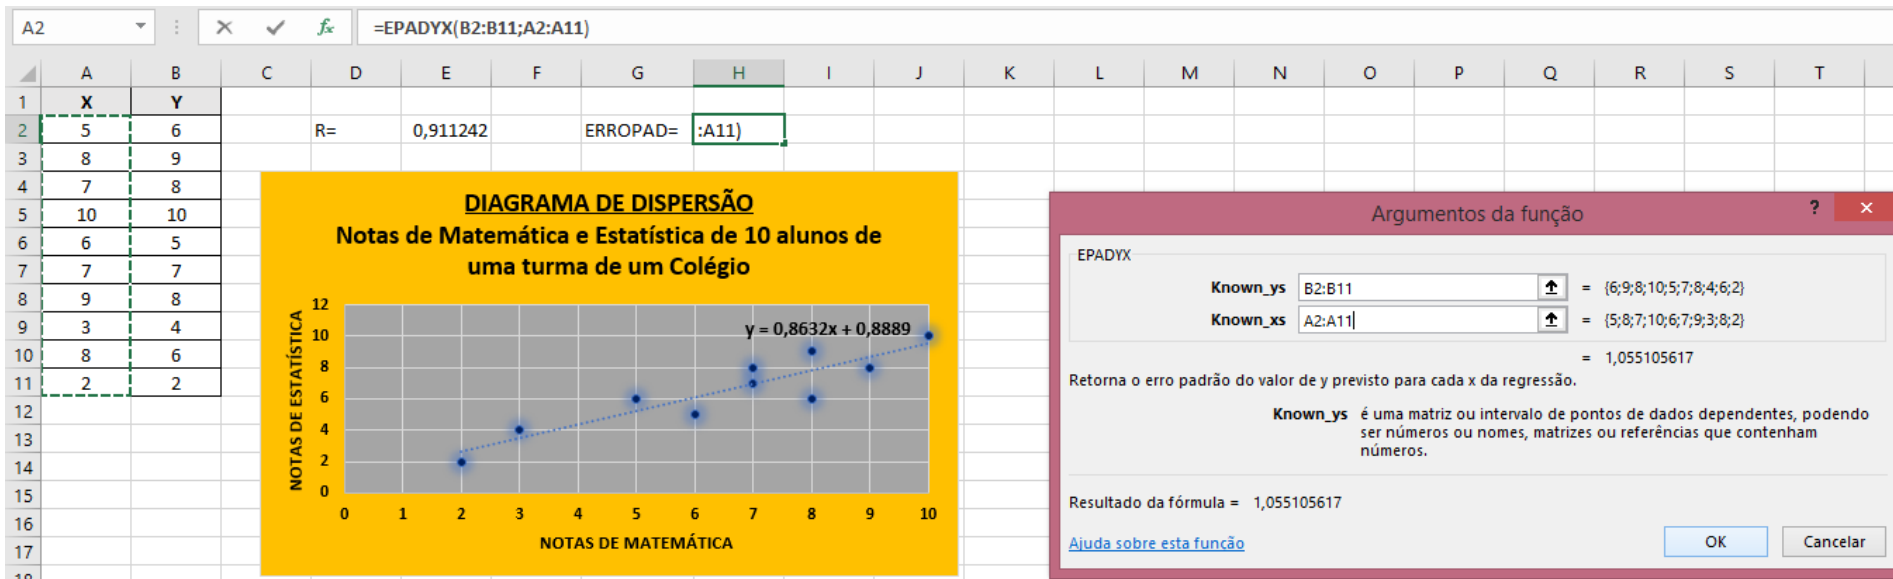 A2 fx =EPADYX(B2:B11;A2:A11)
A B C D E F G H I J K L M N O P Q R S T
1 X Y
2 5 6 R= 0,911242 ERROPAD= :A11)
3 8 9
4 7 8
5 10 10
6 6 5
7 7 7
8 9 8
9 3 4
10 8 6
11 2 2
12
13
14
15
16
17
18
DIAGRAMA DE DISPERSÃO
Notas de Matemática e Estatística de 10 alunos de
uma turma de um Colégio
NOTAS DE ESTATÍSTICA
12
10
8
6
4
2
0
y = 0,8632x + 0,8889
0 1 2 3 4 5 6 7 8 9 10
NOTAS DE MATEMÁTICA
Argumentos da função ? ×
EPADYX
Known_ys B2:B11 = {6;9;8;10;5;7;8;4;6;2}
Known_xs A2:A11 = {5;8;7;10;6;7;9;3;8;2}
= 1,055105617
Retorna o erro padrão do valor de y previsto para cada x da regressão.
Known_ys é uma matriz ou intervalo de pontos de dados dependentes, podendo
ser números ou nomes, matrizes ou referências que contenham
números.
Resultado da fórmula = 1,055105617
Ajuda sobre esta função OK Cancelar